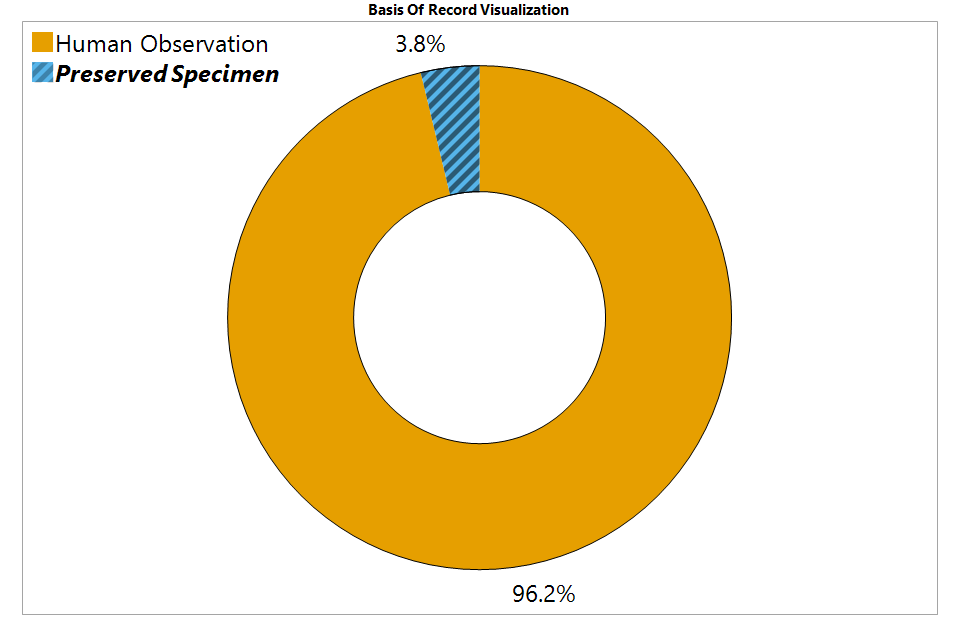 Basis Of Record Visualization
Human Observation
Preserved Specimen
3.8%
96.2%